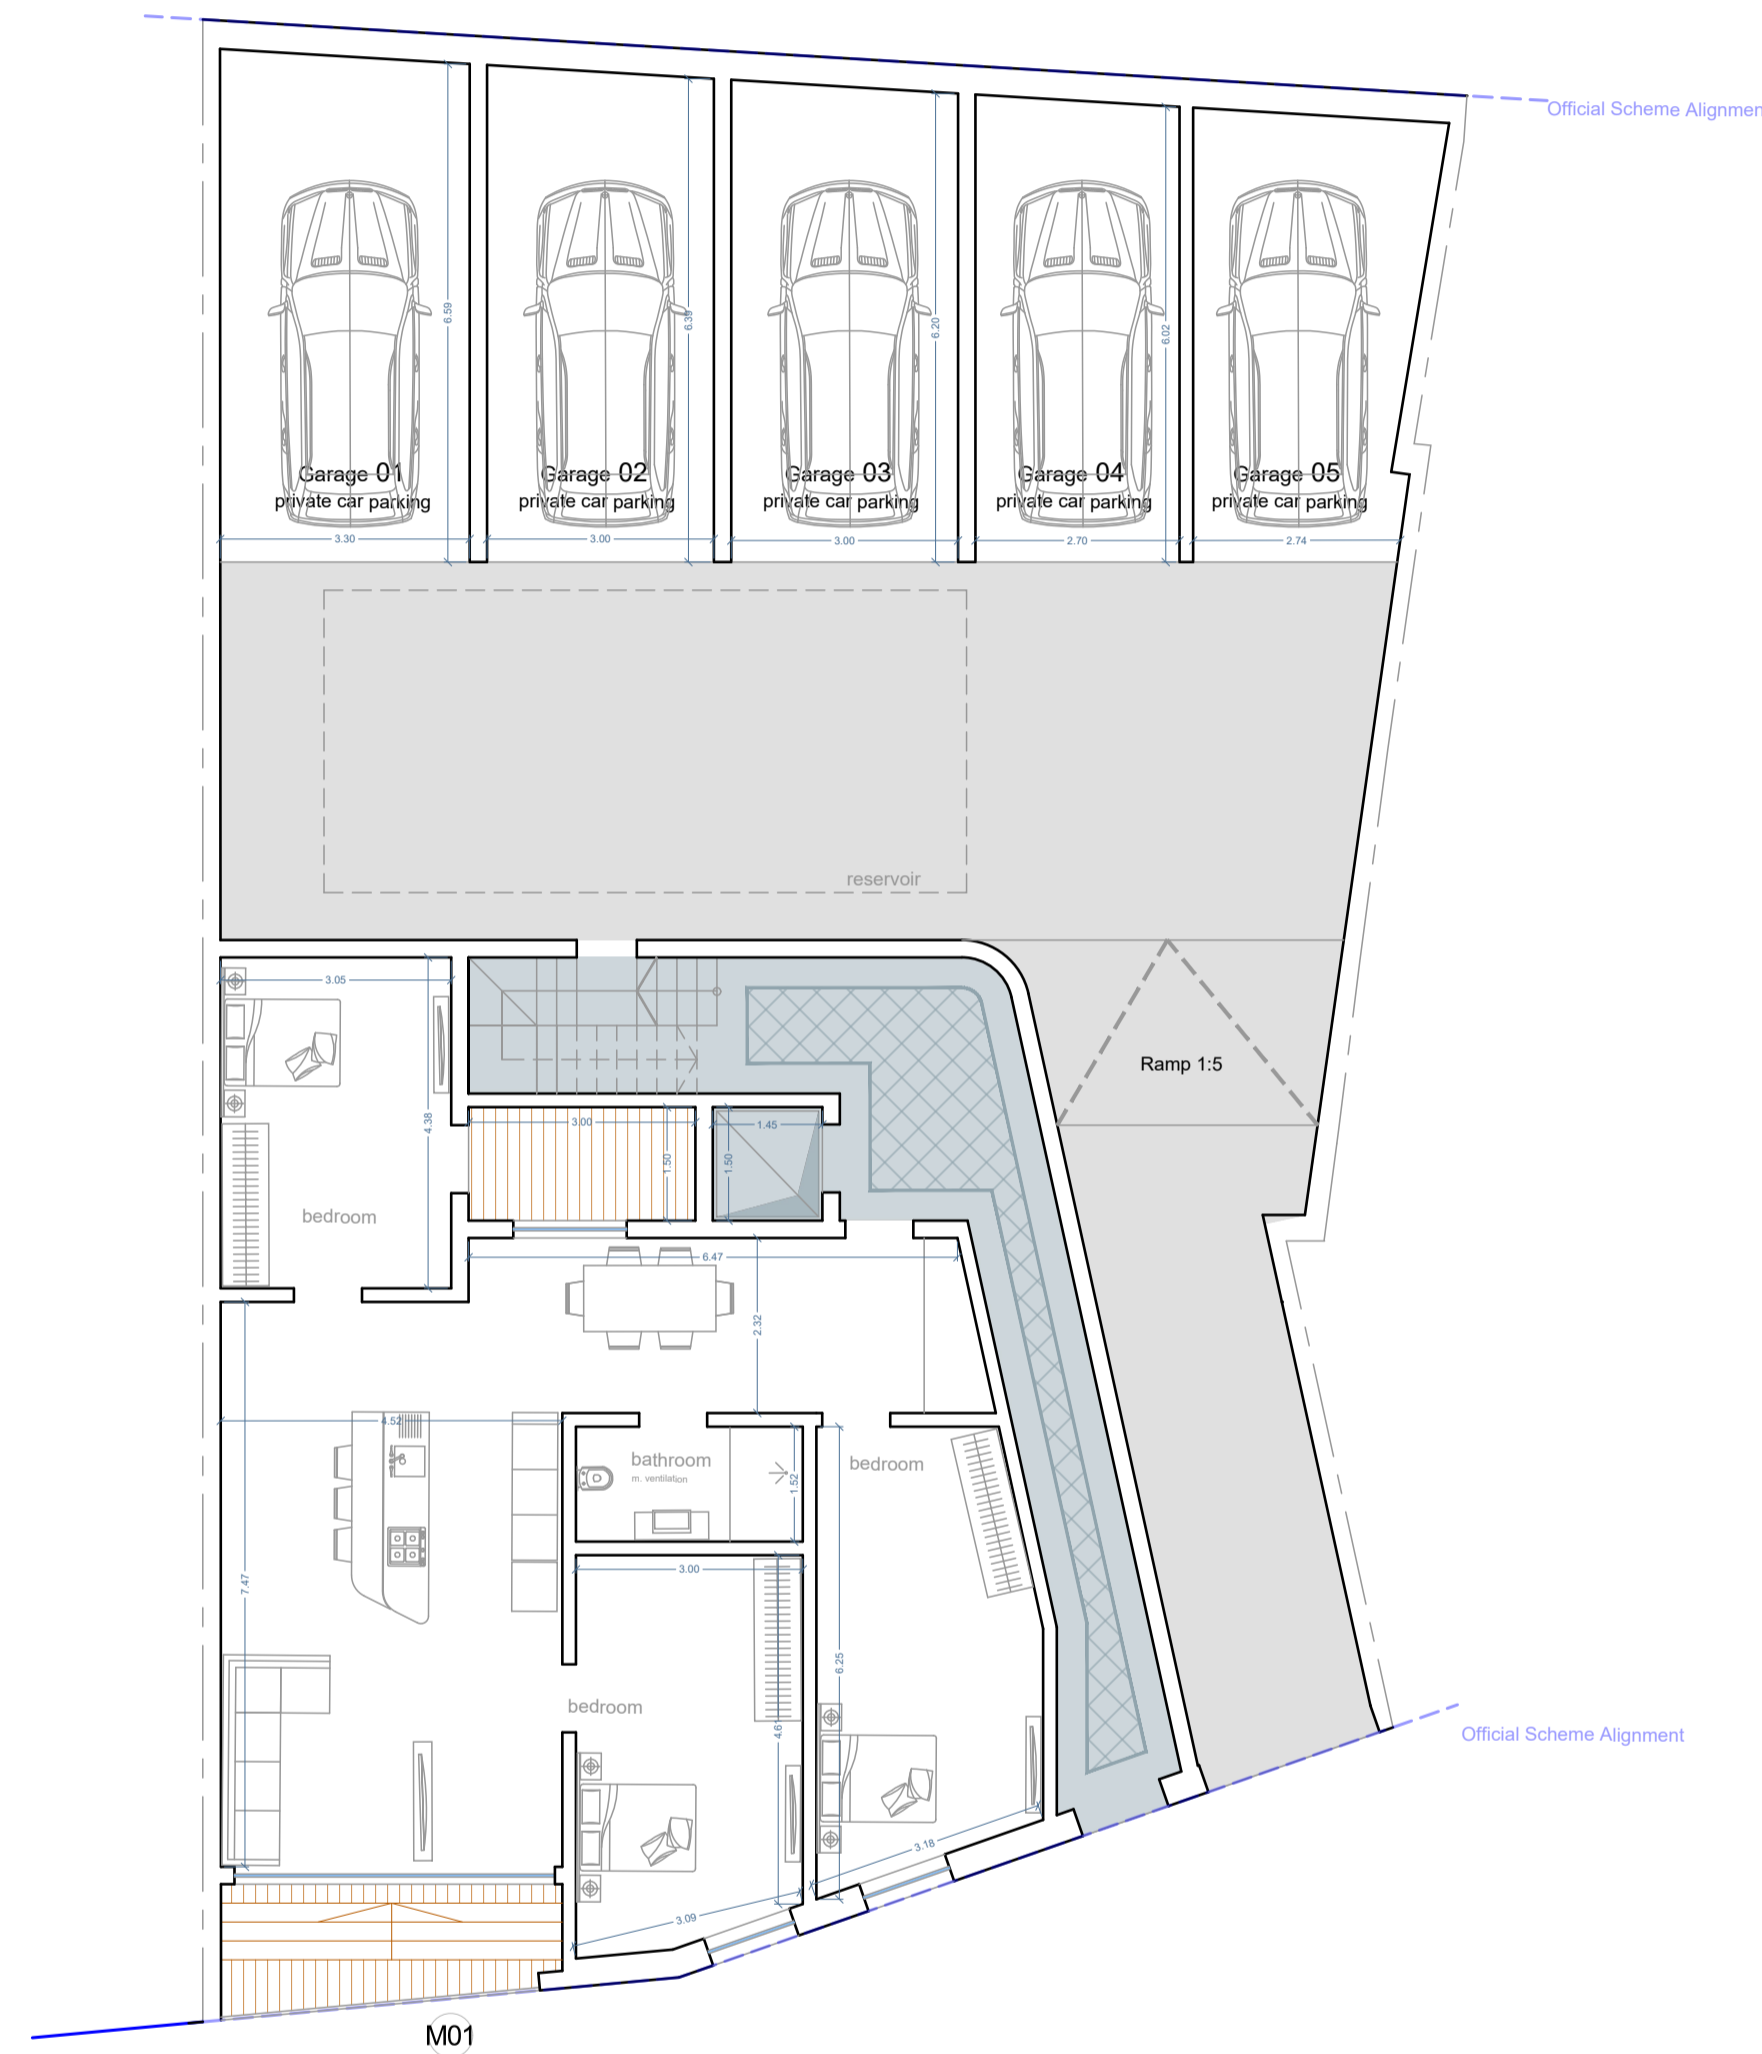 Official Scheme Alignmen
6.59
6.39
6.20
6.02
Garage 01
private car parking
Garage 02
private car parking
Garage 03
private car parking
Garage 04
private car parking
Garage 05
private car parking
3.30
3.00
3.00
2.70
2.74
reservoir
3.05
4.38
Ramp 1:5
3.00
1.50
1.45
1.50
bedroom
6.47
2.32
4.52
bathroom
m. ventilation
1.52
bedroom
7.47
3.00
6.25
bedroom
4.61
Official Scheme Alignment
3.18
3.09
M01